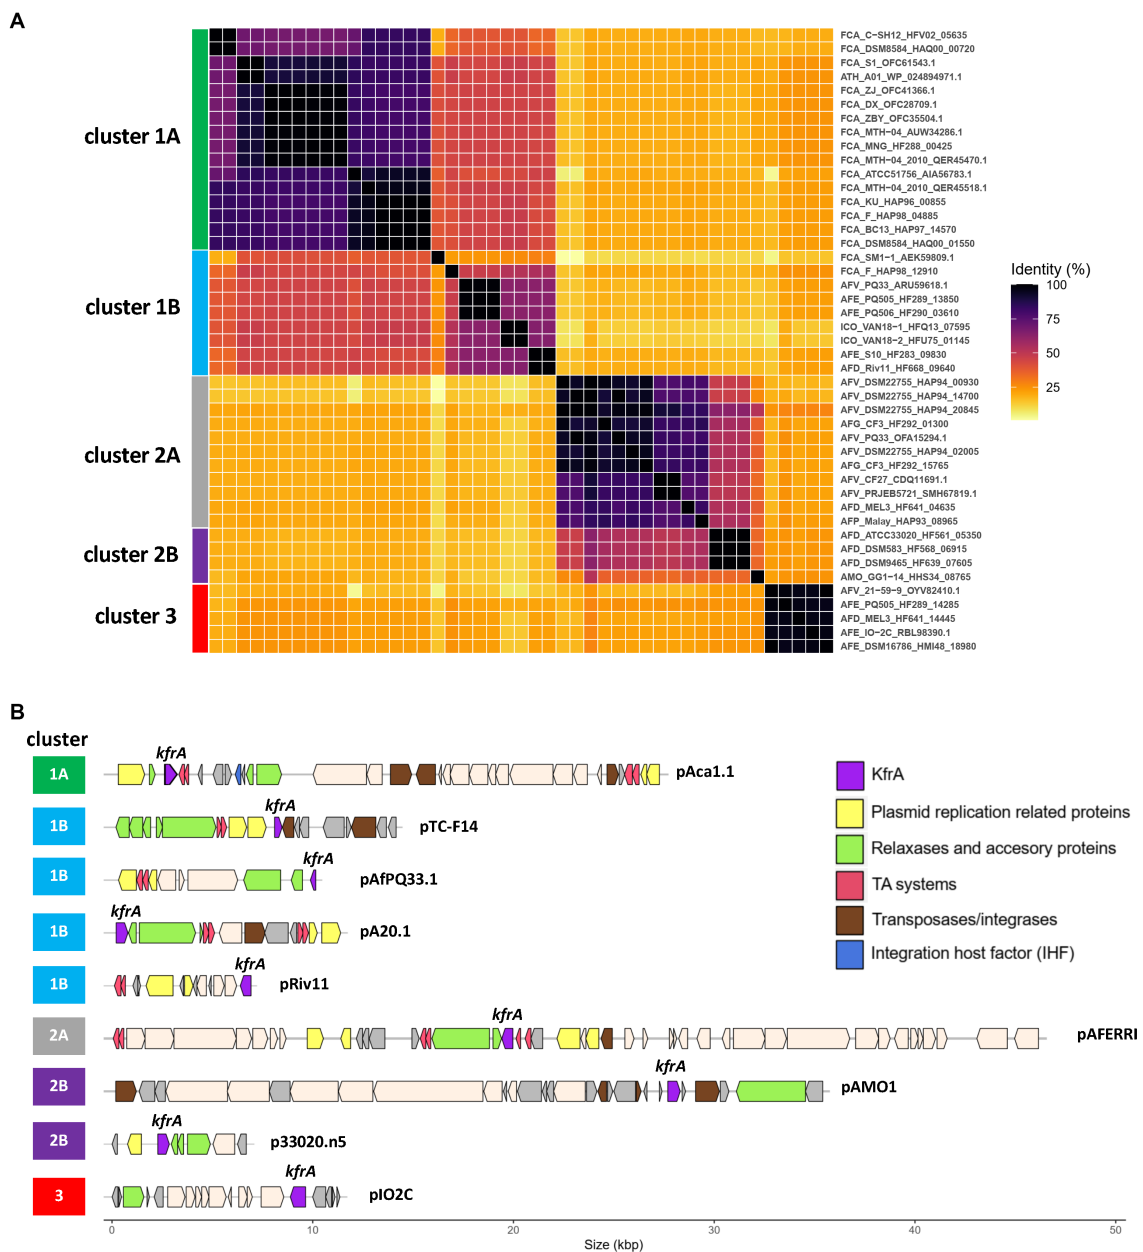 A
cluster 1A
cluster 1B
cluster 2A
cluster 2B
cluster 3
FCA_C-SH12_HFV02_05635
FCA_DSM8584_HAQ00_00720
FCA_S1_OFC61543.1
ATH_A01_WP_024894971.1
FCA_ZJ_OFC41366.1
FCA_DX_OFC28709.1
FCA_ZBY_OFC35504.1
FCA_MTH-04_AUW34286.1
FCA_MNG_HF288_00425
FCA_MTH-04_2010_QER45470.1
FCA_ATCC51756_AIA56783.1
FCA_MTH-04_2010_QER45518.1
FCA_KU_HAP96_00855
FCA_F_HAP98_04885
FCA_BC13_HAP97_14570
FCA_DSM8584_HAQ00_01550
FCA_SM1-1_AEK59809.1
FCA_F_HAP98_12910
AFV_PQ33_ARU59618.1
AFE_PQ505_HF289_13850
AFE_PQ505_HF290_03610
ICO_VAN18-1_HFQ13_07595
ICO_VAN18-2_HFU75_01145
AFE_S10_HF283_09830
AFD_Riv11_HF668_09640
AFV_DSM22755_HAP94_00930
AFV_DSM22755_HAP94_14700
AFV_DSM22755_HAP94_20845
AFG_CF3_HF292_01300
AFV_PQ33_OFA15294.1
AFV_DSM22755_HAP94_02005
AFG_CF3_HF292_15765
AFV_CF27_CDQ11691.1
AFV_PRJEB5721_SMH67819.1
AFD_MEL3_HF641_04635
AFP_Malay_HAP93_08965
AFD_ATCC33020_HF561_05350
AFD_DSM583_HF568_06915
AFD_DSM9465_HF639_07605
AMO_GG1-14_HHS34_08765
AFV_21-59-9_OYV82410.1
AFE_PQ505_HF289_14285
AFD_MEL3_HF641_14445
AFE_IO-2C_RBL98390.1
AFE_DSM16786_HMI48_18980
Identity (%)
100
75
50
25
B
cluster
1A
kfrA
pAca1.1
1B
kfrA
pTC-F14
1B
kfrA
pAfPQ33.1
1B
kfrA
pA20.1
1B
kfrA
pRiv11
2A
kfrA
pAFERRI
2B
kfrA
pAMO1
2B
kfrA
p33020.n5
3
kfrA
pIO2C
KfrA
Plasmid replication related proteins
Relaxases and accesory proteins
TA systems
Transposases/integrases
Integration host factor (IHF)
0 10 20 30 40 50
Size (kbp)